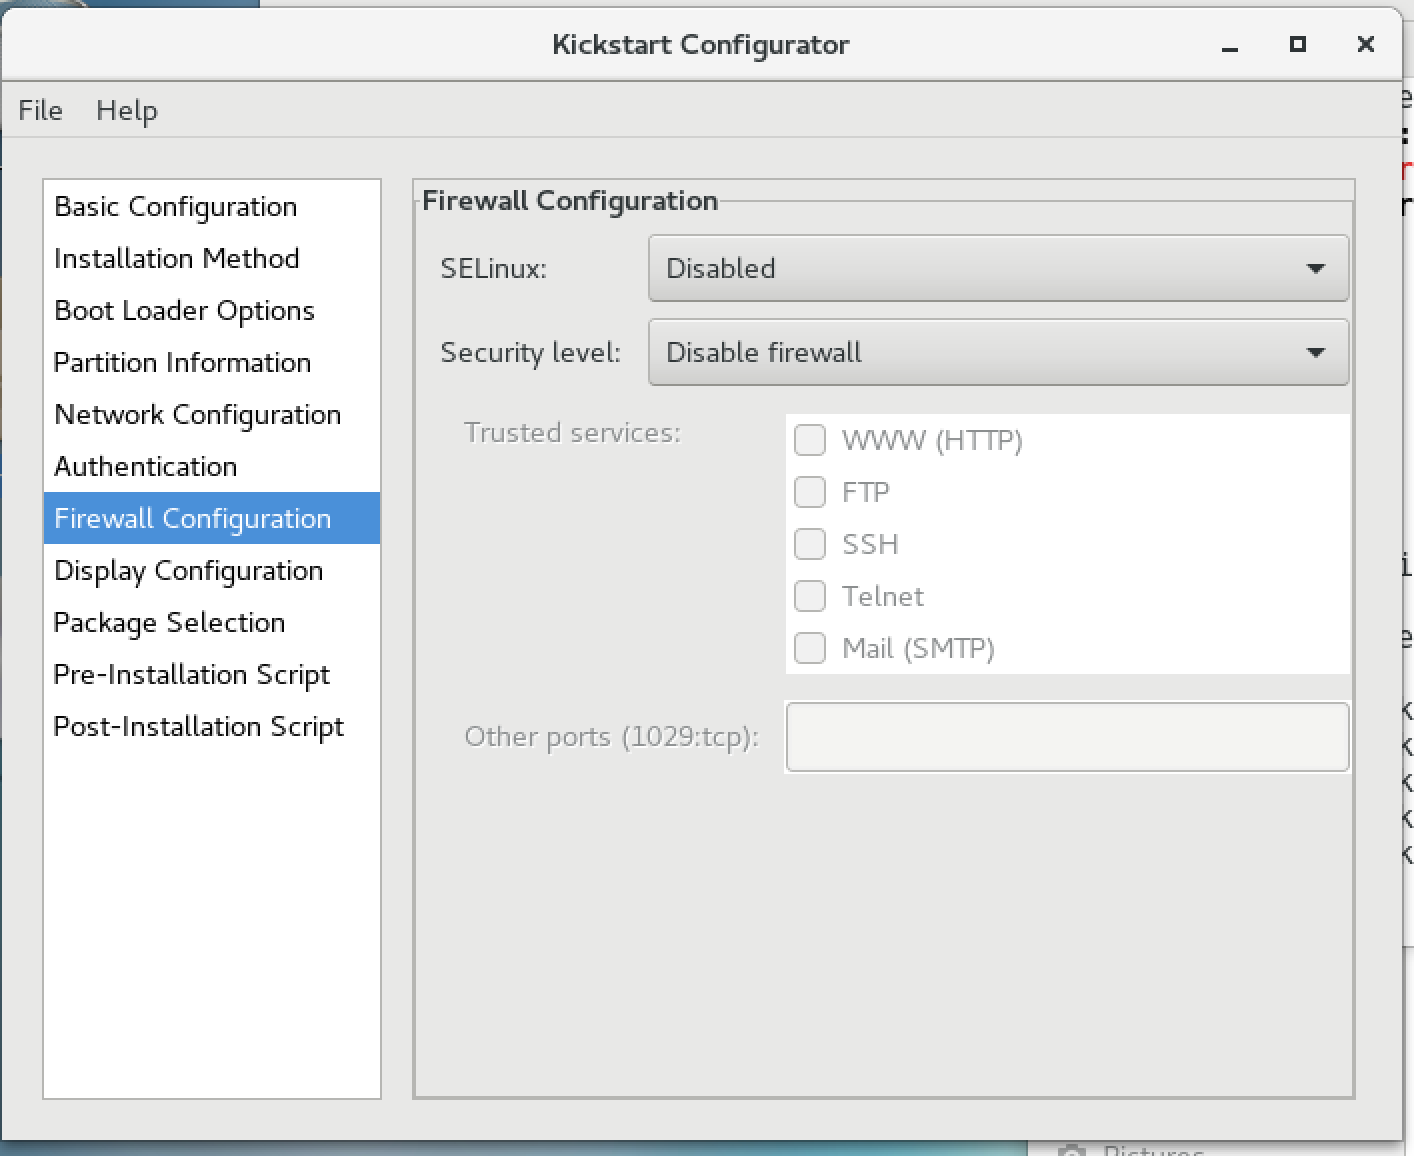 Kickstart Configurator
File Help
Basic Configuration
Installation Method
Boot Loader Options
Partition Information
Network Configuration
Authentication
Firewall Configuration
Display Configuration
Package Selection
Pre-Installation Script
Post-Installation Script
Firewall Configuration
SELinux: Disabled
Security level: Disable firewall
Trusted services:
WWW (HTTP)
FTP
SSH
Telnet
Mail (SMTP)
Other ports (1029:tcp):
Pictures